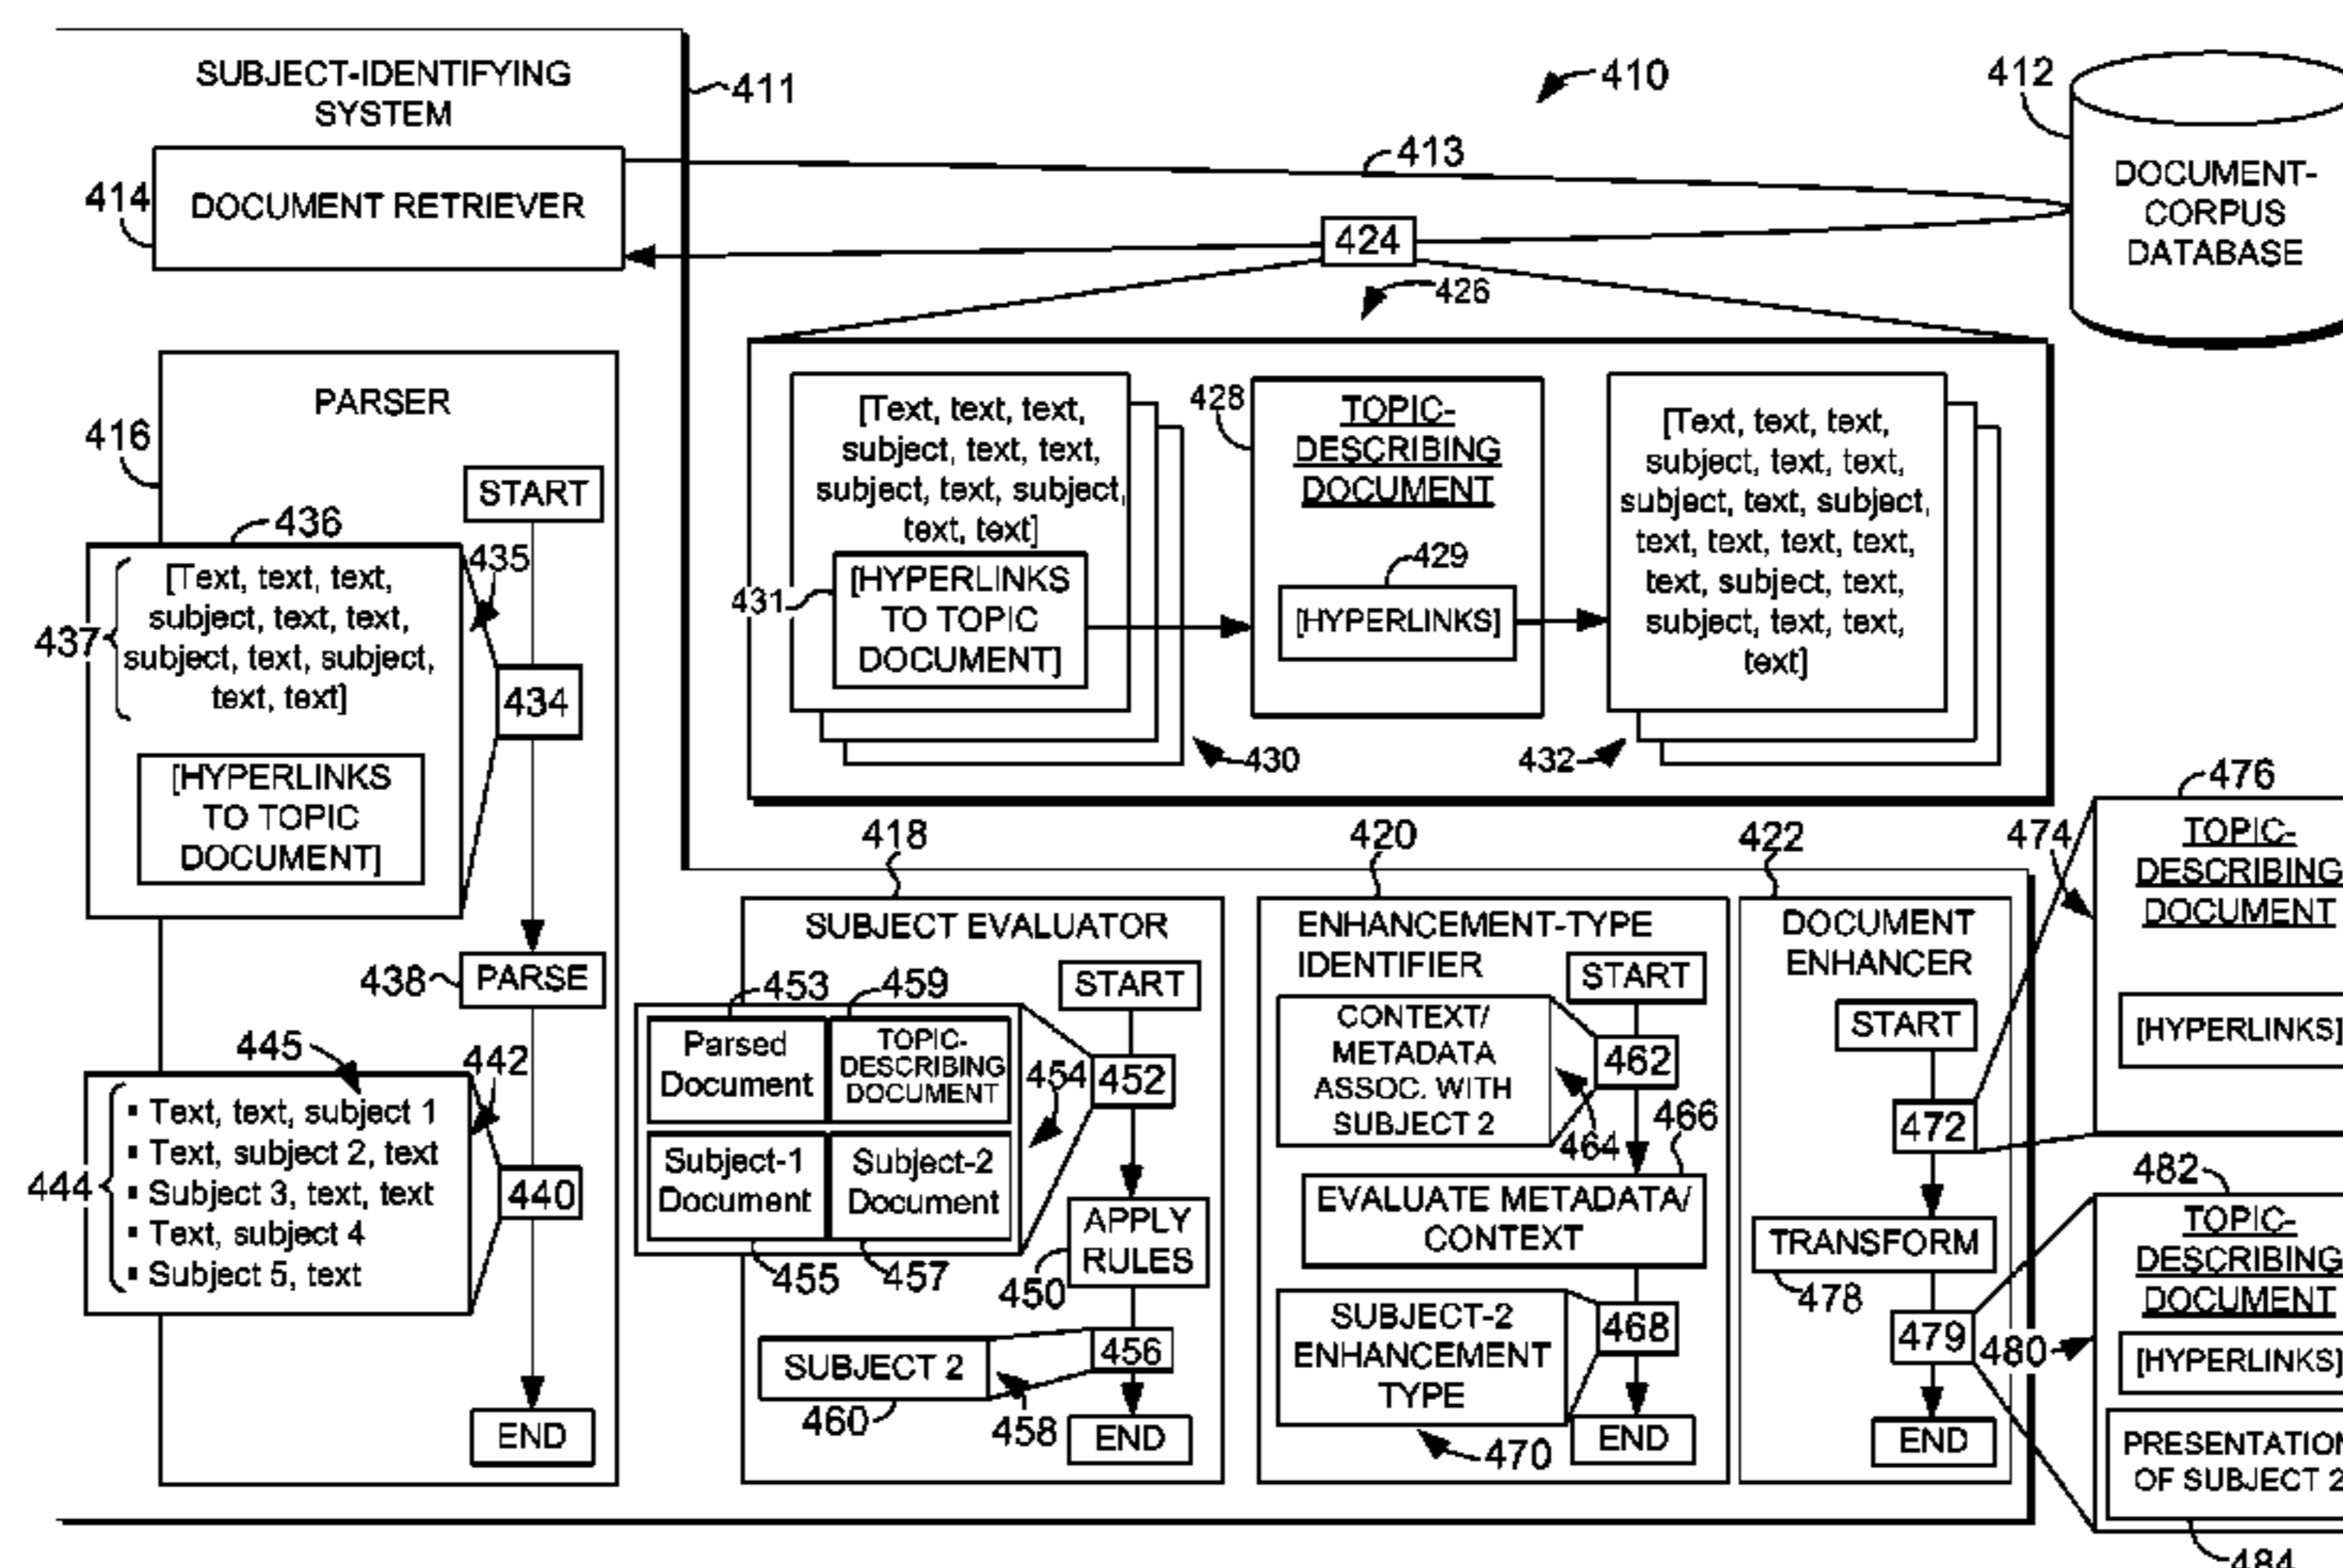 SUBJECT-IDENTIFYING
SYSTEM
411
410
412
413
DOCUMENT-
CORPUS
DATABASE
414
DOCUMENT RETRIEVER
424
426
PARSER
416
START
436
435
437
[Text, text, text,
subject, text, text,
subject, text, subject,
text, text]
434
[HYPERLINKS
TO TOPIC
DOCUMENT]
438
PARSE
445
442
444
▪ Text, text, subject 1
▪ Text, subject 2, text
▪ Subject 3, text, text
▪ Text, subject 4
▪ Subject 5, text
440
END
[Text, text, text,
subject, text, text,
subject, text, subject,
text, text]
431
[HYPERLINKS
TO TOPIC
DOCUMENT]
430
428
TOPIC-
DESCRIBING
DOCUMENT
429
[HYPERLINKS]
[Text, text, text,
subject, text, text,
subject, text, subject,
text, text, text, text,
text, subject, text,
subject, text, text,
text]
432
418
SUBJECT EVALUATOR
START
453
459
Parsed
Document
TOPIC-
DESCRIBING
DOCUMENT
454
452
Subject-1
Document
Subject-2
Document
455
457
APPLY
RULES
450
SUBJECT 2
456
460
458
END
420
ENHANCEMENT-TYPE
IDENTIFIER
START
CONTEXT/
METADATA
ASSOC. WITH
SUBJECT 2
462
464
466
EVALUATE METADATA/
CONTEXT
SUBJECT-2
ENHANCEMENT
TYPE
468
470
END
422
DOCUMENT
ENHANCER
START
472
TRANSFORM
478
479
END
476
474
TOPIC-
DESCRIBING
DOCUMENT
[HYPERLINKS]
482
480
TOPIC-
DESCRIBING
DOCUMENT
[HYPERLINKS]
PRESENTATION
OF SUBJECT 2
484